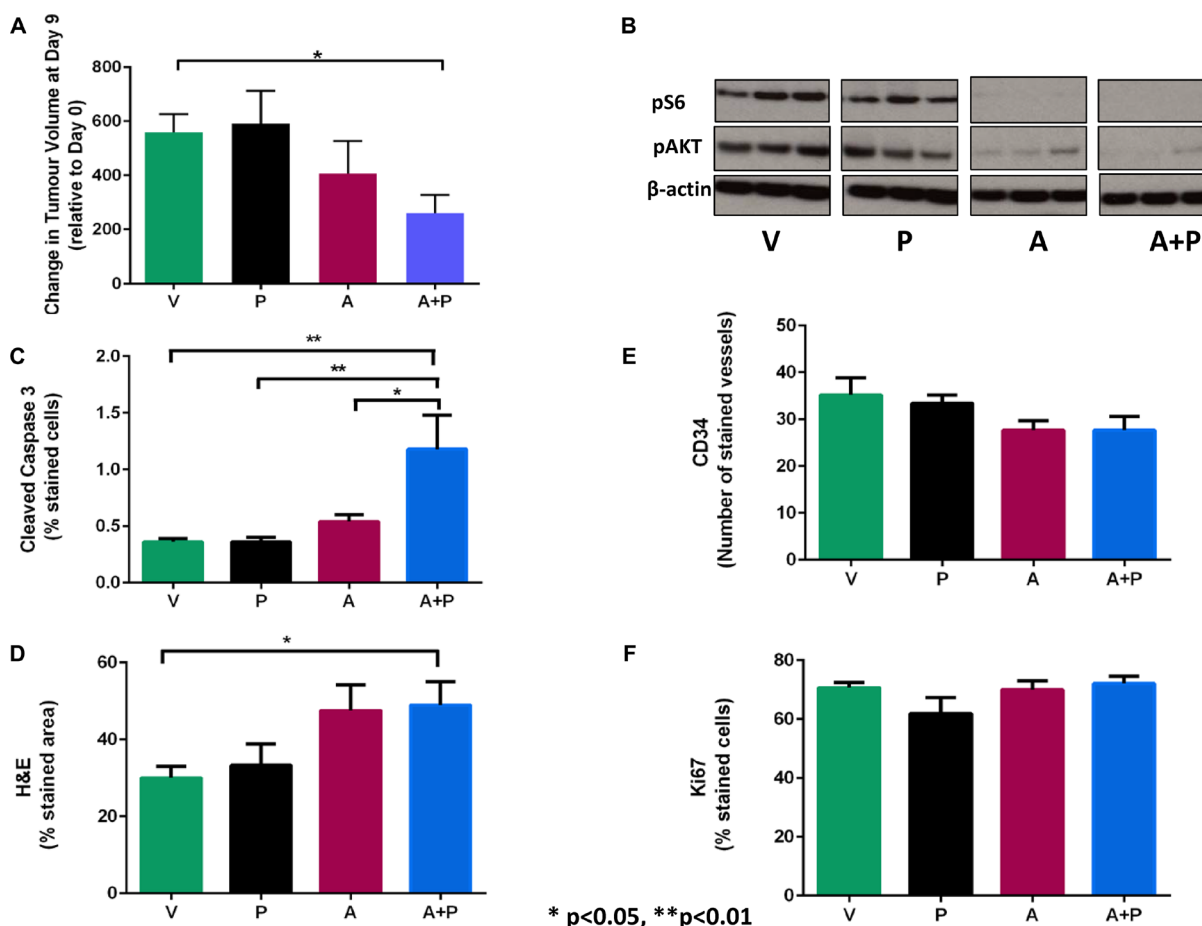 A
Change in Tumour Volume at Day 9
(relative to Day 0)
*
800
600
400
200
0
V P A A+P
B
pS6
pAKT
β-actin
V P A A+P
C
Cleaved Caspase 3
(% stained cells)
**
**
*
2.0
1.5
1.0
0.5
0.0
V P A A+P
E
CD34
(Number of stained vessels)
50
40
30
20
10
0
V P A A+P
D
H&E
(% stained area)
*
60
40
20
0
V P A A+P
F
Ki67
(% stained cells)
80
60
40
20
0
V P A A+P
* p<0.05, **p<0.01